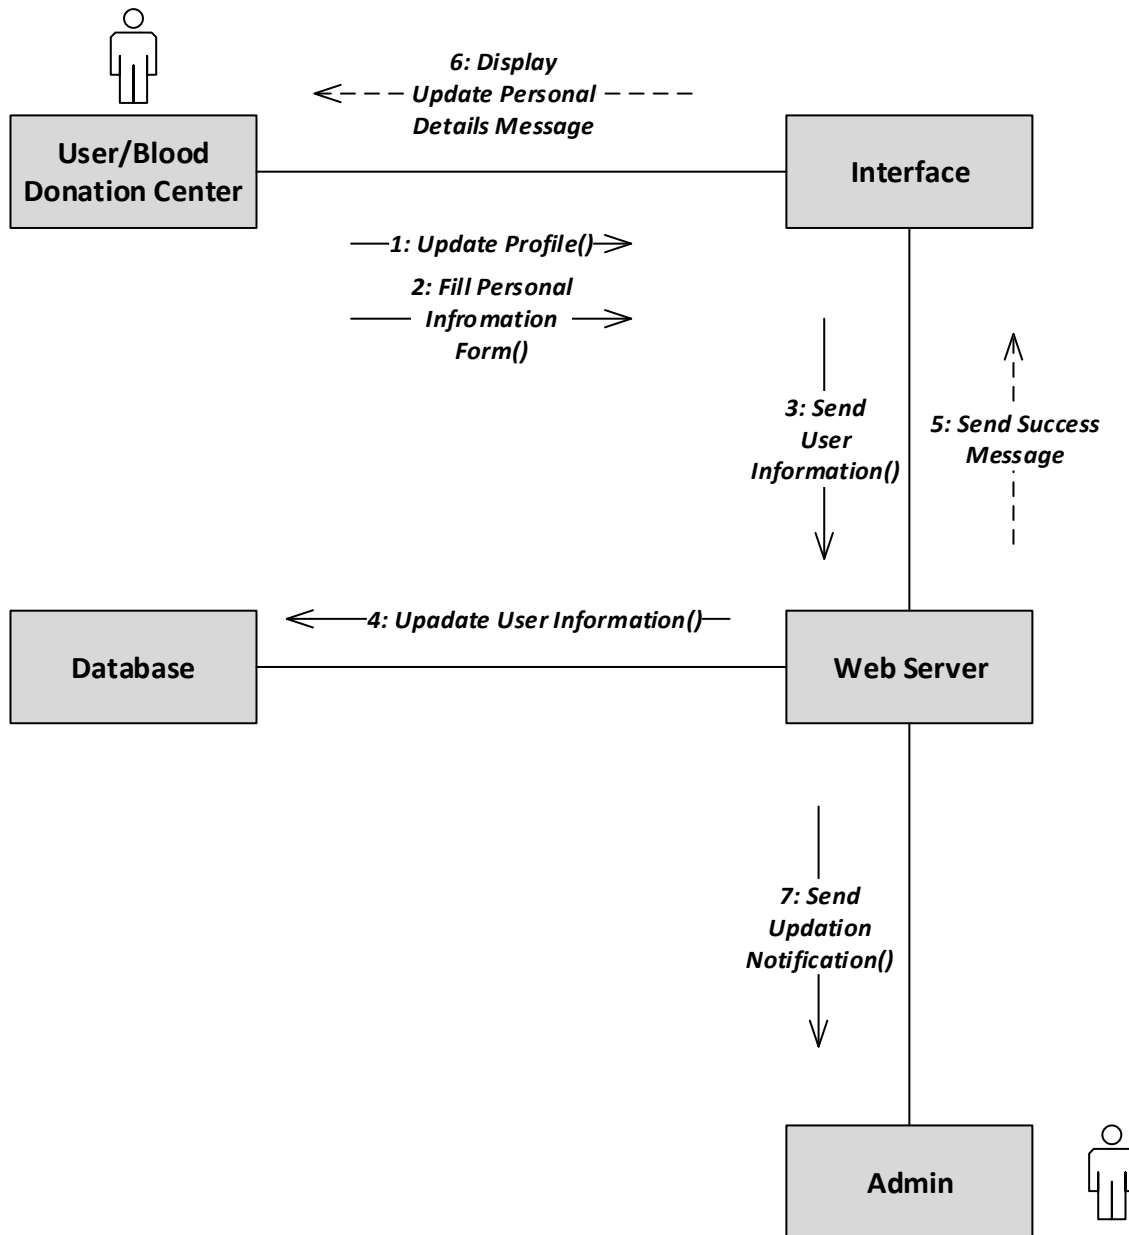 6: Display
Update Personal
Details Message
User/Blood
Donation Center
Interface
1: Update Profile()
2: Fill Personal
Infromation
Form()
3: Send
User
Information()
5: Send Success
Message
4: Upadate User Information()
Database
Web Server
7: Send
Updation
Notification()
Admin